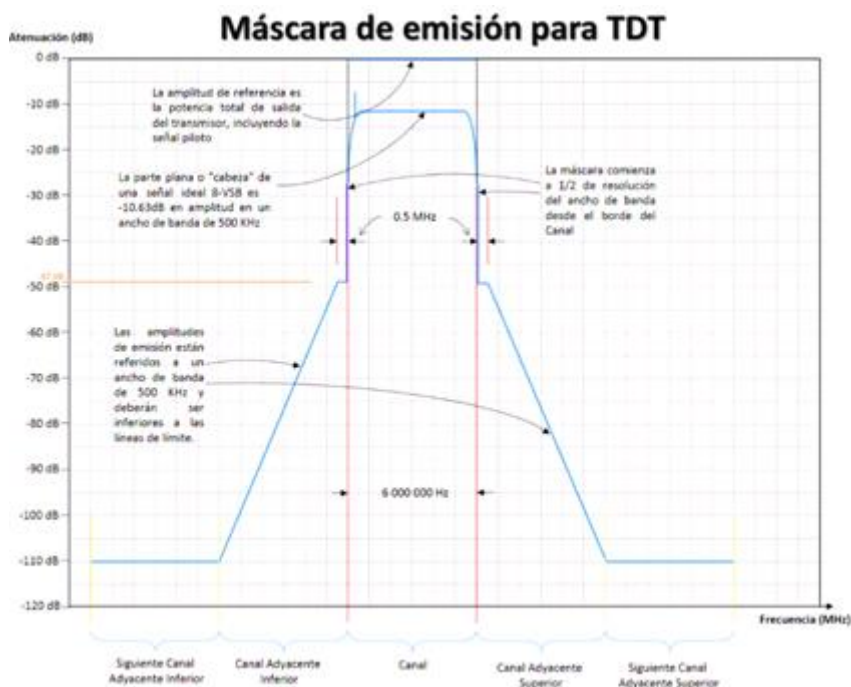 Máscara de emisión para TDT
Atenuación (dB)
0 dB
-10 dB
-20 dB
-30 dB
-40 dB
-50 dB
-60 dB
-70 dB
-80 dB
-90 dB
-100 dB
-110 dB
-120 dB
La amplitud de referencia es
la potencia total de salida
del transmisor, incluyendo la
señal piloto
La parte plana o "cabeza" de
una señal ideal 8-VSB es
-10.63dB en amplitud en un
ancho de banda de 500 KHz
La máscara comienza
a 1/2 de resolución
del ancho de banda
desde el borde del
Canal
0.5 MHz
Las amplitudes
de emisión están
referidos a un
ancho de banda
de 500 KHz y
deberán ser
inferiores a las
líneas de límite.
6 000 000 Hz
Frecuencia (MHz)
Siguiente Canal
Adyacente Inferior
Canal Adyacente
Inferior
Canal
Canal Adyacente
Superior
Siguiente Canal
Adyacente Superior